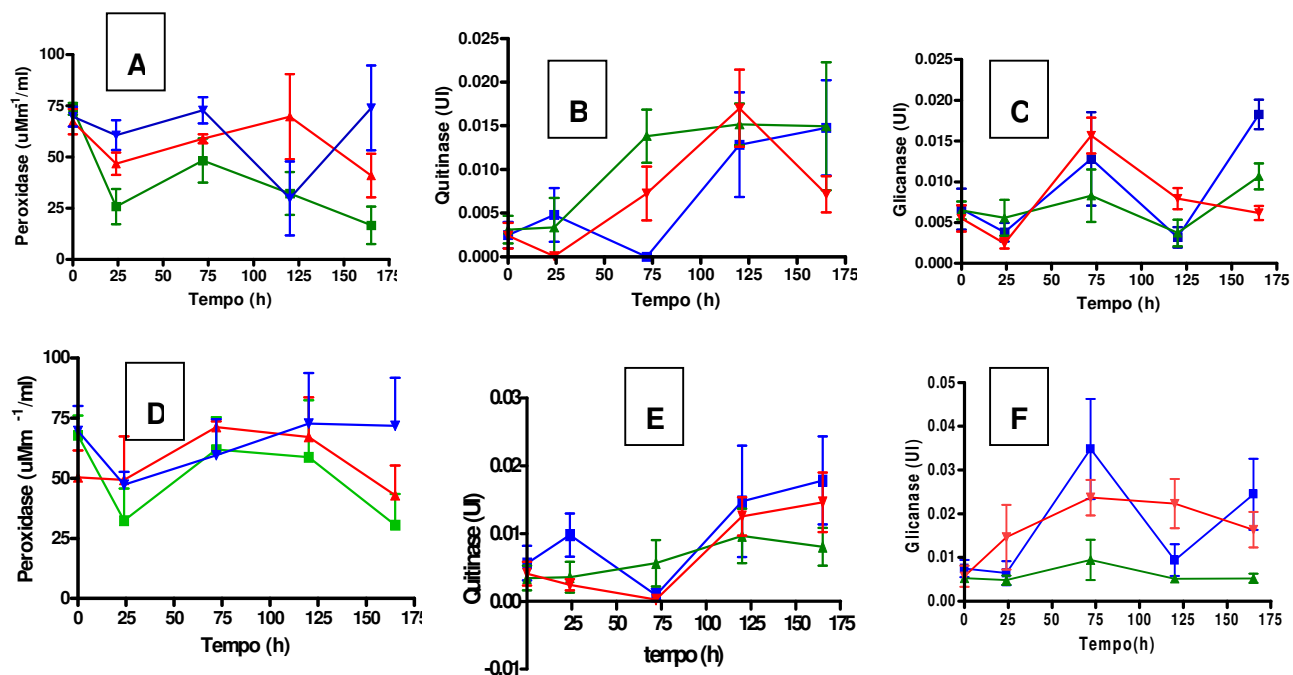 A
Peroxidase (uMm¹/ml)
100
75
50
25
0
0 25 50 75 100 125 150 175
Tempo (h)
B
Quitinase (UI)
0.025
0.020
0.015
0.010
0.005
0.000
0 25 50 75 100 125 150 175
Tempo (h)
C
Glicanase (UI)
0.025
0.020
0.015
0.010
0.005
0.000
0 25 50 75 100 125 150 175
Tempo (h)
D
Peroxidase (uMm ⁻¹/ml)
100
75
50
25
0
0 25 50 75 100 125 150 175
Tempo (h)
E
Quitinase (UI)
0.03
0.02
0.01
0.00
-0.01
25 50 75 100 125 150 175
tempo (h)
F
Glicanase (UI)
0.05
0.04
0.03
0.02
0.01
0.00
0 25 50 75 100 125 150 175
Tempo(h)